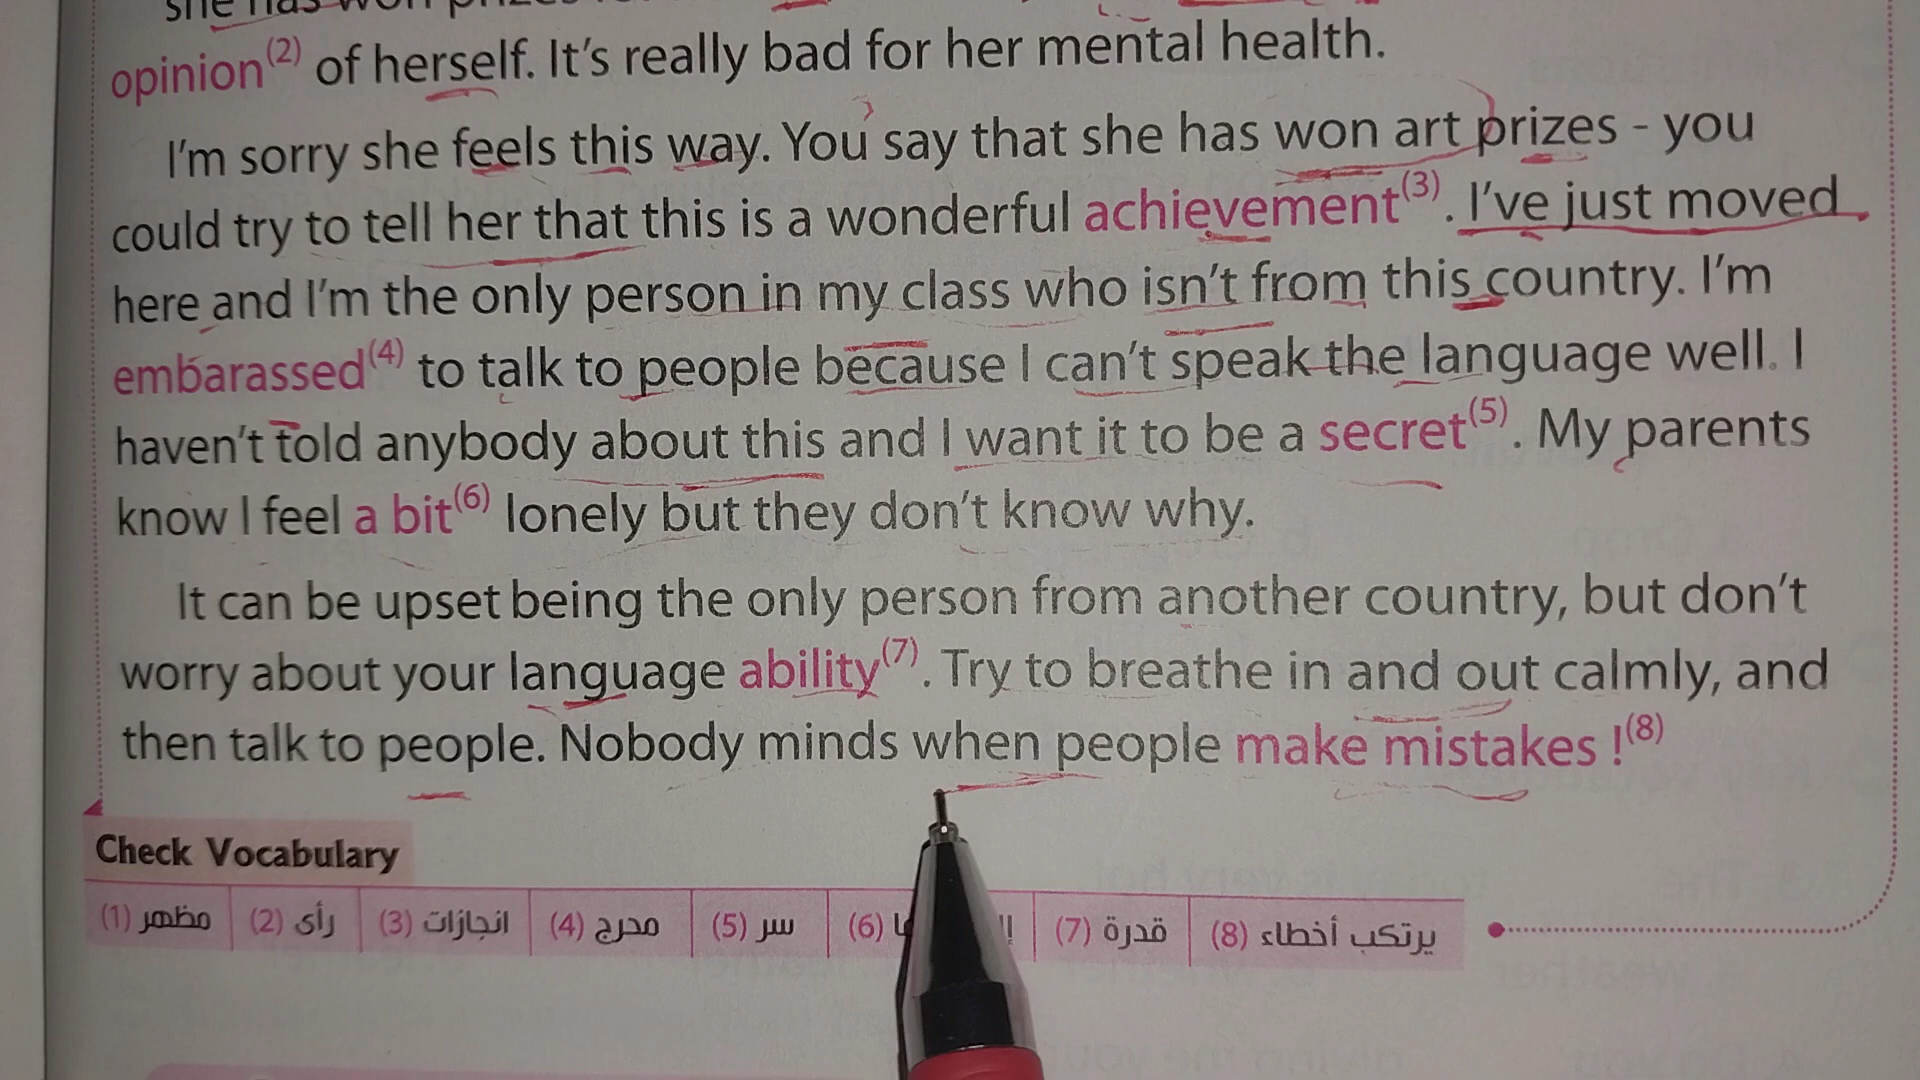 she has won prizes
opinion(2) of herself. It's really bad for her mental health.
I'm sorry she feels this way. You say that she has won art prizes - you
could try to tell her that this is a wonderful achievement(3). I've just moved
here and I'm the only person in my class who isn't from this country. I'm
embarassed(4) to talk to people because I can't speak the language well. I
haven't told anybody about this and I want it to be a secret(5). My parents
know I feel a bit(6) lonely but they don't know why.
It can be upset being the only person from another country, but don't
worry about your language ability(7). Try to breathe in and out calmly, and
then talk to people. Nobody minds when people make mistakes !(8)
Check Vocabulary
(1) مظهر (2) رأى (3) انجازات (4) محرج (5) سر (6) (7) قدرة (8) يرتكب أخطاء